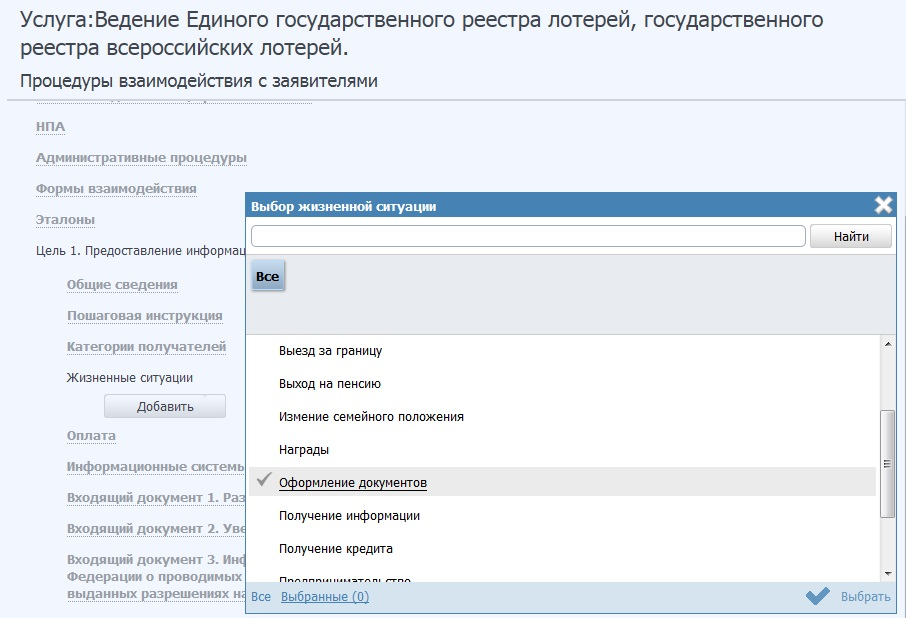 Услуга:Ведение Единого государственного реестра лотерей, государственного
реестра всероссийских лотерей.
Процедуры взаимодействия с заявителями
НПА
Административные процедуры
Формы взаимодействия
Эталоны
Цель 1. Предоставление информац
Общие сведения
Пошаговая инструкция
Категории получателей
Жизненные ситуации
Добавить
Оплата
Информационные системы
Входящий документ 1. Раз
Входящий документ 2. Уве
Входящий документ 3. Инф
Федерации о проводимых
выданных разрешениях на
Выбор жизненной ситуации
Найти
Все
Выезд за границу
Выход на пенсию
Измение семейного положения
Награды
Оформление документов
Получение информации
Получение кредита
Предпринимательство
Все Выбранные (0) Выбрать